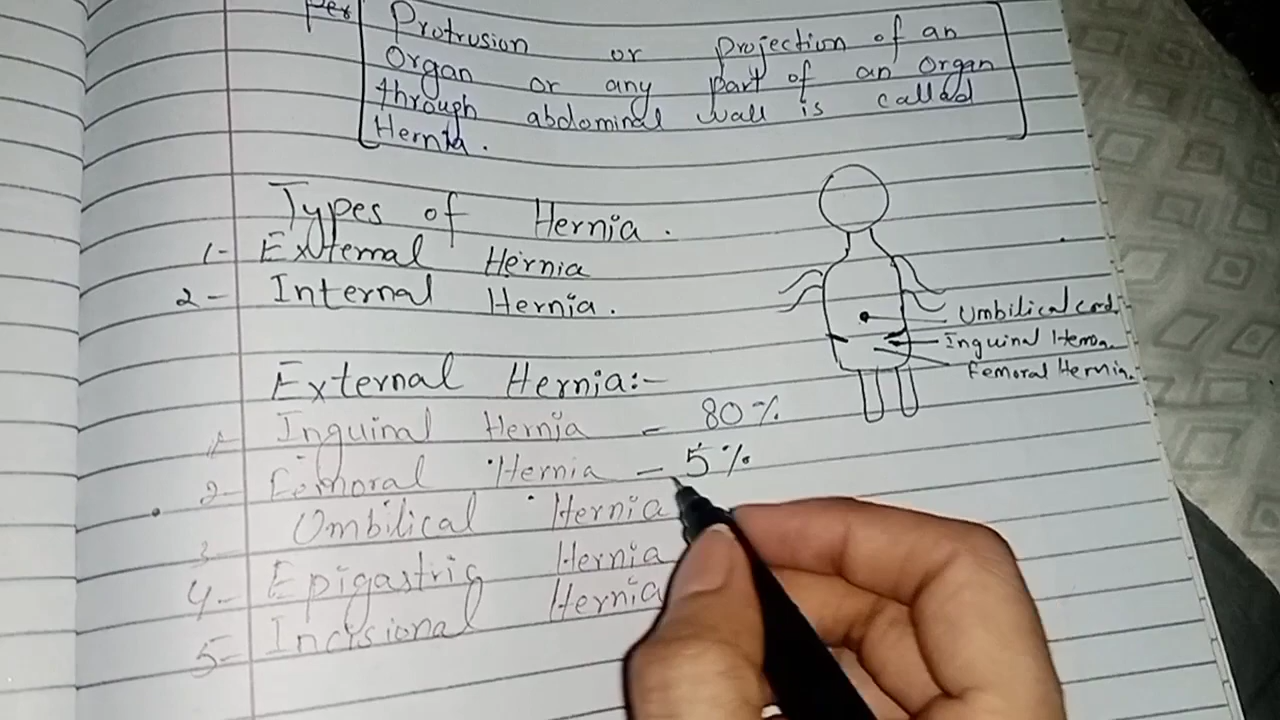 Per
Protrusion or projection of an
Organ or any part of an organ
through abdominal wall is called
Hernia.
Types of Hernia.
1- External Hernia
2- Internal Hernia.
Umbilical cord
Inguinal Hernia
Femoral Hernia.
External Hernia:-
1- Inguinal Hernia - 80%
2- Femoral Hernia - 5%
3- Umbilical Hernia
4- Epigastric Hernia
5- Incisional Hernia